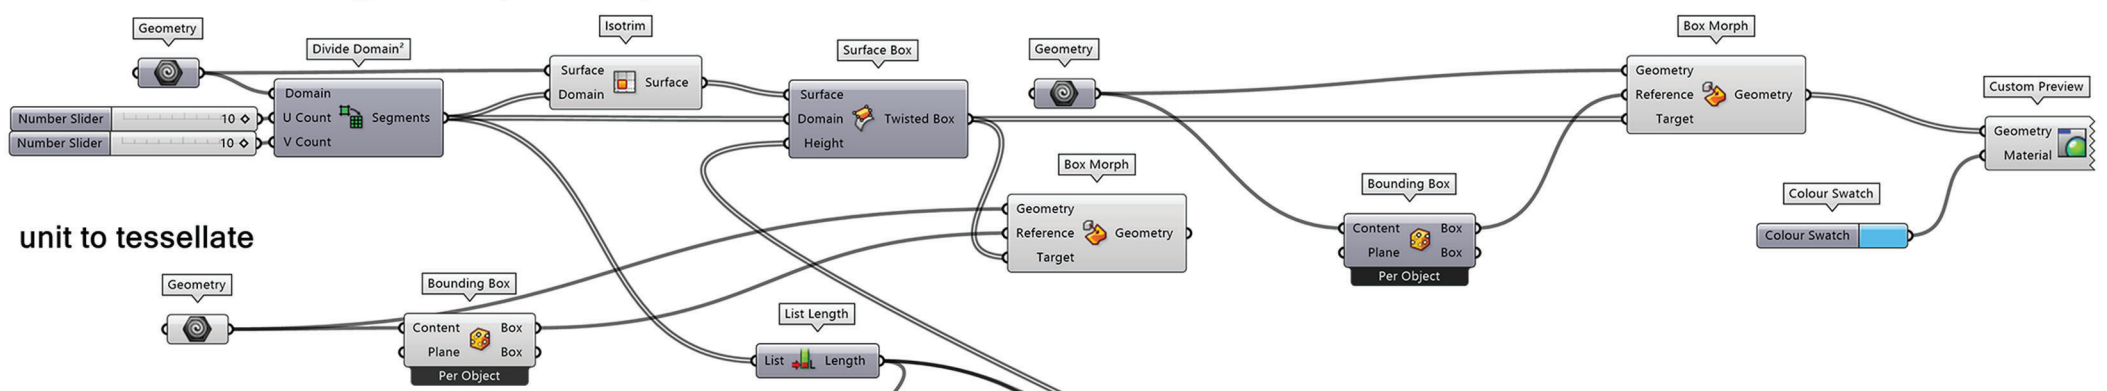 Geometry
Divide Domain²
Isotrim
Surface Box
Geometry
Box Morph
Custom Preview
Number Slider 10
Number Slider 10
Domain
U Count Segments
V Count
Surface
Domain Surface
Surface
Domain Twisted Box
Height
Geometry
Reference Geometry
Target
Geometry
Material
Box Morph
Geometry
Reference Geometry
Target
Bounding Box
Content Box
Plane Box
Per Object
Colour Swatch
Colour Swatch
unit to tessellate
Geometry
Bounding Box
Content Box
Plane Box
Per Object
List Length
List Length